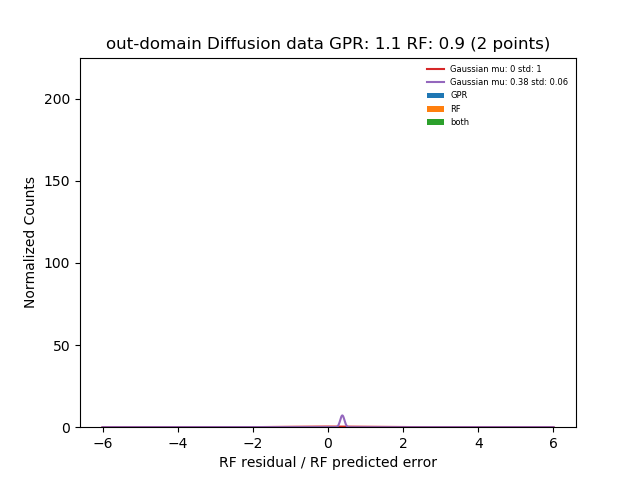 out-domain Diffusion data GPR: 1.1 RF: 0.9 (2 points)
Gaussian mu: 0 std: 1
Gaussian mu: 0.38 std: 0.06
GPR
RF
both
200
150
100
50
0
Normalized Counts
−6 −4 −2 0 2 4 6
RF residual / RF predicted error